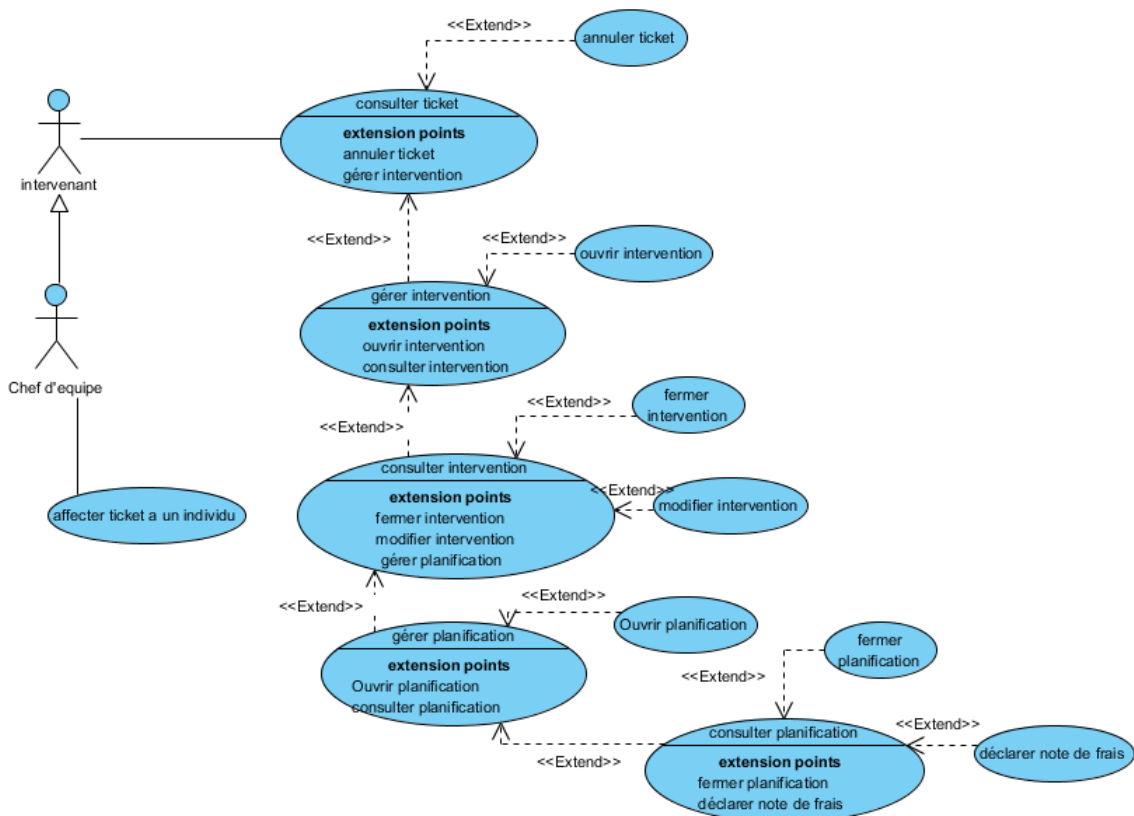 <<Extend>>
annuler ticket
consulter ticket
extension points
annuler ticket
gérer intervention
intervenant
<<Extend>>
<<Extend>>
ouvrir intervention
gérer intervention
extension points
ouvrir intervention
consulter intervention
Chef d'equipe
<<Extend>>
fermer
intervention
<<Extend>>
consulter intervention
extension points
fermer intervention
modifier intervention
gérer planification
<<Extend>>
modifier intervention
affecter ticket a un individu
<<Extend>>
<<Extend>>
Ouvrir planification
gérer planification
extension points
Ouvrir planification
consulter planification
fermer
planification
<<Extend>>
<<Extend>>
consulter planification
extension points
fermer planification
déclarer note de frais
<<Extend>>
déclarer note de frais